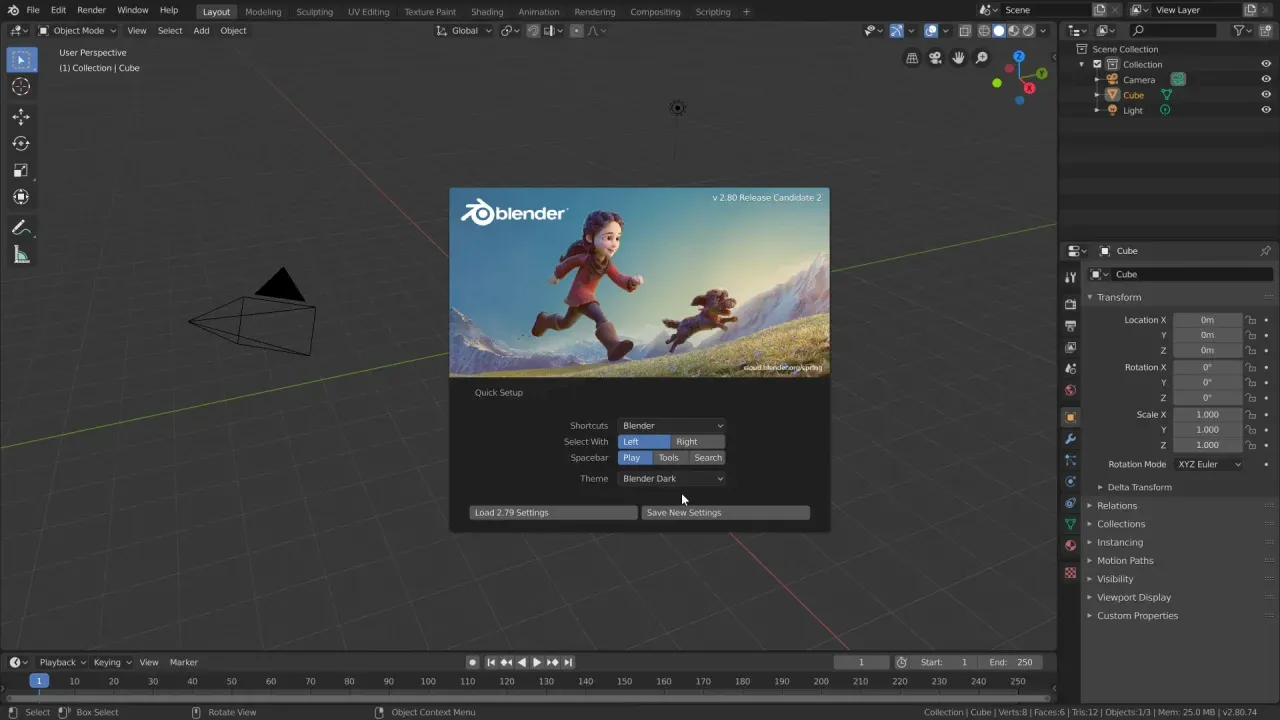 File Edit Render Window Help Layout Modeling Sculpting UV Editing Texture Paint Shading Animation Rendering Compositing Scripting + Scene View Layer
Object Mode View Select Add Object Global
User Perspective
(1) Collection | Cube
Z
Y
X
Scene Collection
Collection
Camera
Cube
Light
blender
v 2.80 Release Candidate 2
cloud.blender.org/spring
Quick Setup
Shortcuts Blender
Select With Left Right
Spacebar Play Tools Search
Theme Blender Dark
Load 2.79 Settings Save New Settings
Cube
Cube
Transform
Location X 0m
Y 0m
Z 0m
Rotation X 0°
Y 0°
Z 0°
Scale X 1.000
Y 1.000
Z 1.000
Rotation Mode XYZ Euler
Delta Transform
Relations
Collections
Instancing
Motion Paths
Visibility
Viewport Display
Custom Properties
Playback Keying View Marker 1 Start: 1 End: 250
1 10 20 30 40 50 60 70 80 90 100 110 120 130 140 150 160 170 180 190 200 210 220 230 240 250
Select Box Select Rotate View Object Context Menu Collection | Cube | Verts:8 | Faces:6 | Tris:12 | Objects:1/3 | Mem: 25.0 MB | v2.80.74